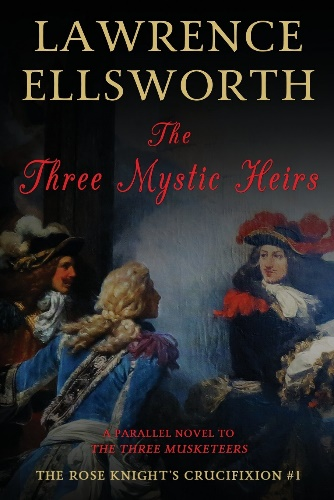 LAWRENCE
ELLSWORTH
The
Three Mystic Heirs
A PARALLEL NOVEL TO
THE THREE MUSKETEERS
THE ROSE KNIGHT'S CRUCIFIXION #1